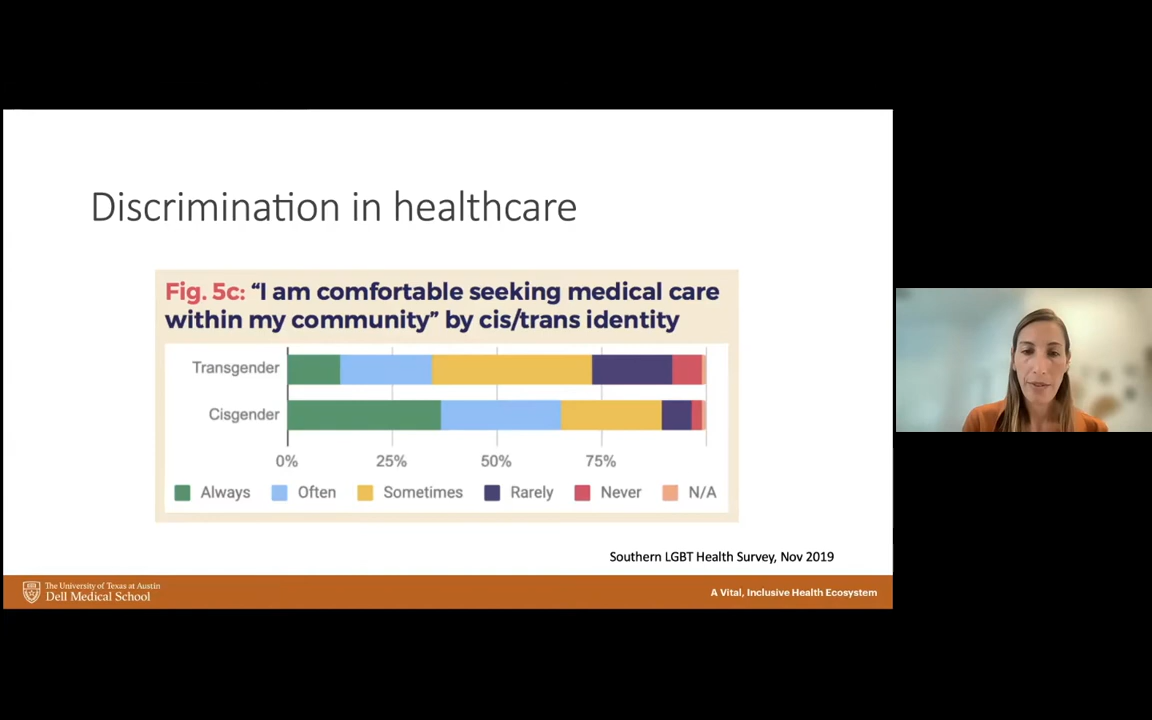 Discrimination in healthcare
Fig. 5c: “I am comfortable seeking medical care
within my community” by cis/trans identity
Transgender
Cisgender
0% 25% 50% 75%
Always Often Sometimes Rarely Never N/A
Southern LGBT Health Survey, Nov 2019
The University of Texas at Austin
Dell Medical School
A Vital, Inclusive Health Ecosystem